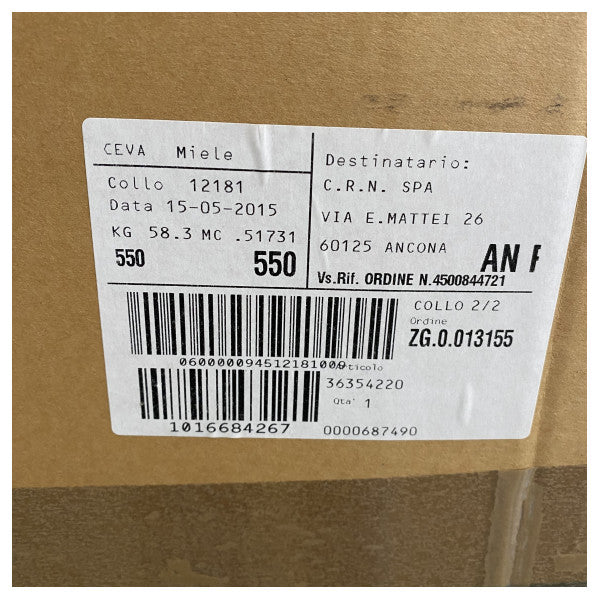 CEVA Miele
Collo 12181
Data 15-05-2015
KG 58.3 MC .51731
550 550
Destinatario:
C.R.N. SPA
VIA E.MATTEI 26
60125 ANCONA AN
Vs.Rif. ORDINE N.4500844721
COLLO 2/2
Ordine
ZG.0.013155
0600000094512181009
Articolo
36354220
Qta' 1
1016684267
0000687490